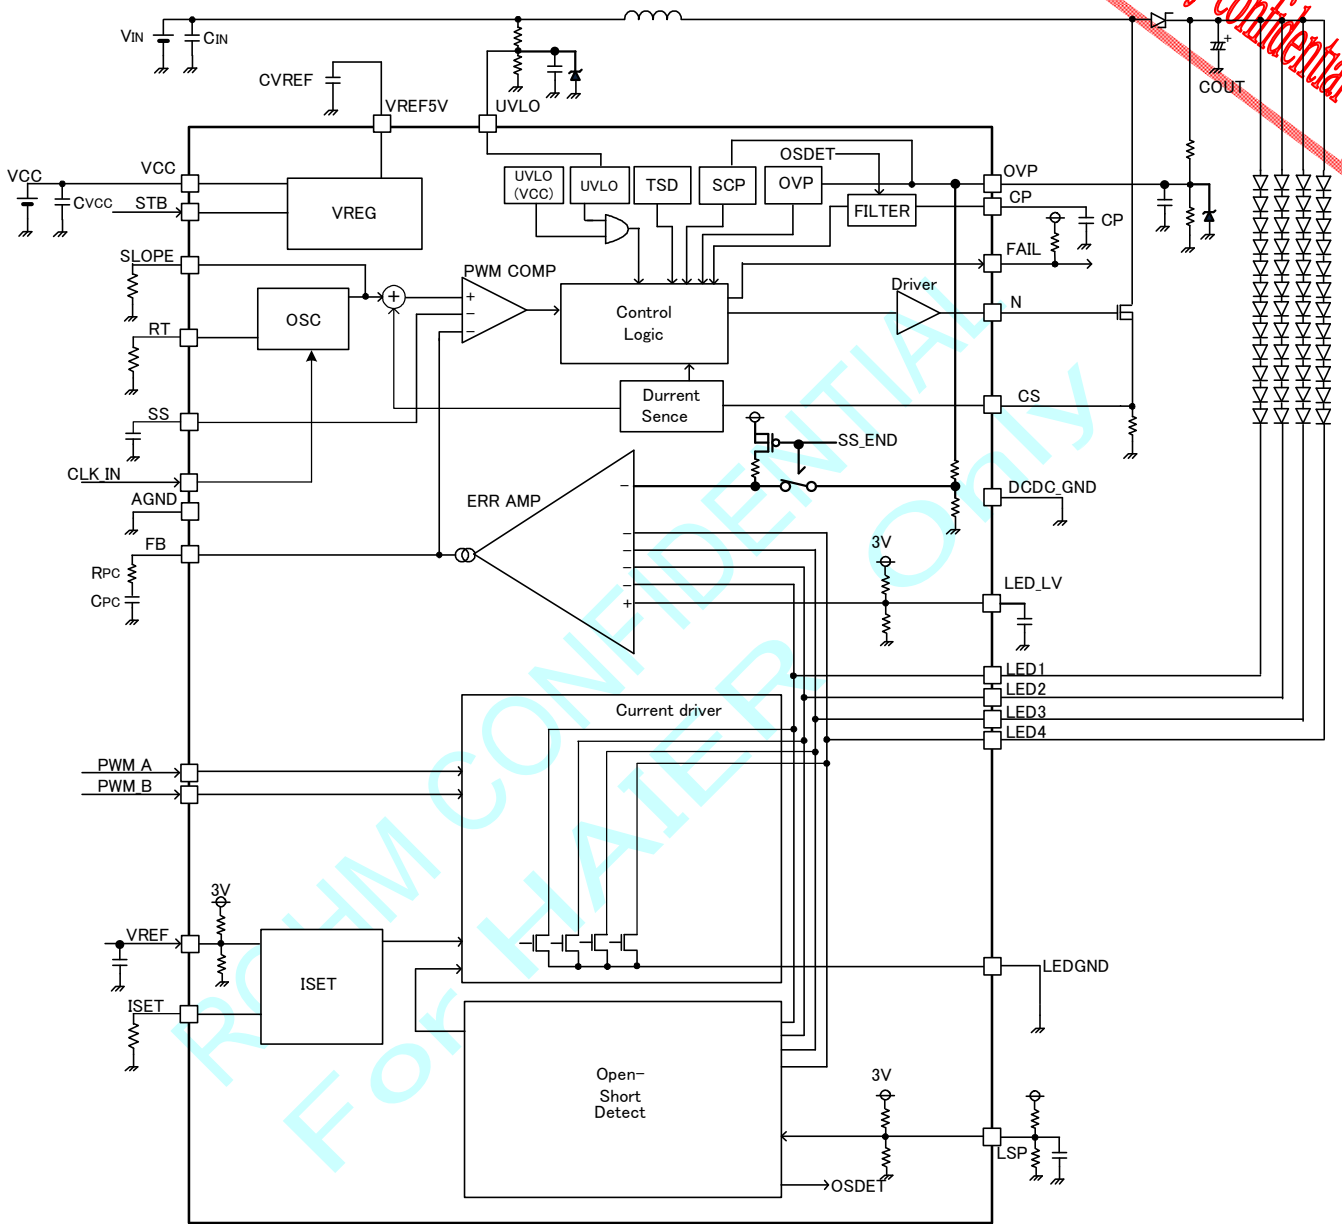 VIN
CIN
y confidential
CVREF
VREF5V
UVLO
COUT
VCC
VCC
CVCC
STB
VREG
UVLO
(VCC)
UVLO
TSD
SCP
OSDET
OVP
FILTER
OVP
CP
CP
FAIL
SLOPE
PWM COMP
+
−
−
OSC
+
RT
Control
Logic
Driver
N
SS
Durrent
Sence
CS
SS_END
CLK_IN
AGND
ERR AMP
−
−
−
−
−
+
DCDC_GND
FB
RPC
CPC
3V
LED_LV
LED1
LED2
LED3
LED4
Current driver
PWM_A
PWM_B
3V
VREF
ISET
ISET
LEDGND
Open-
Short
Detect
3V
LSP
OSDET
+
ROHM CONFIDENTIAL
For HAIER Only